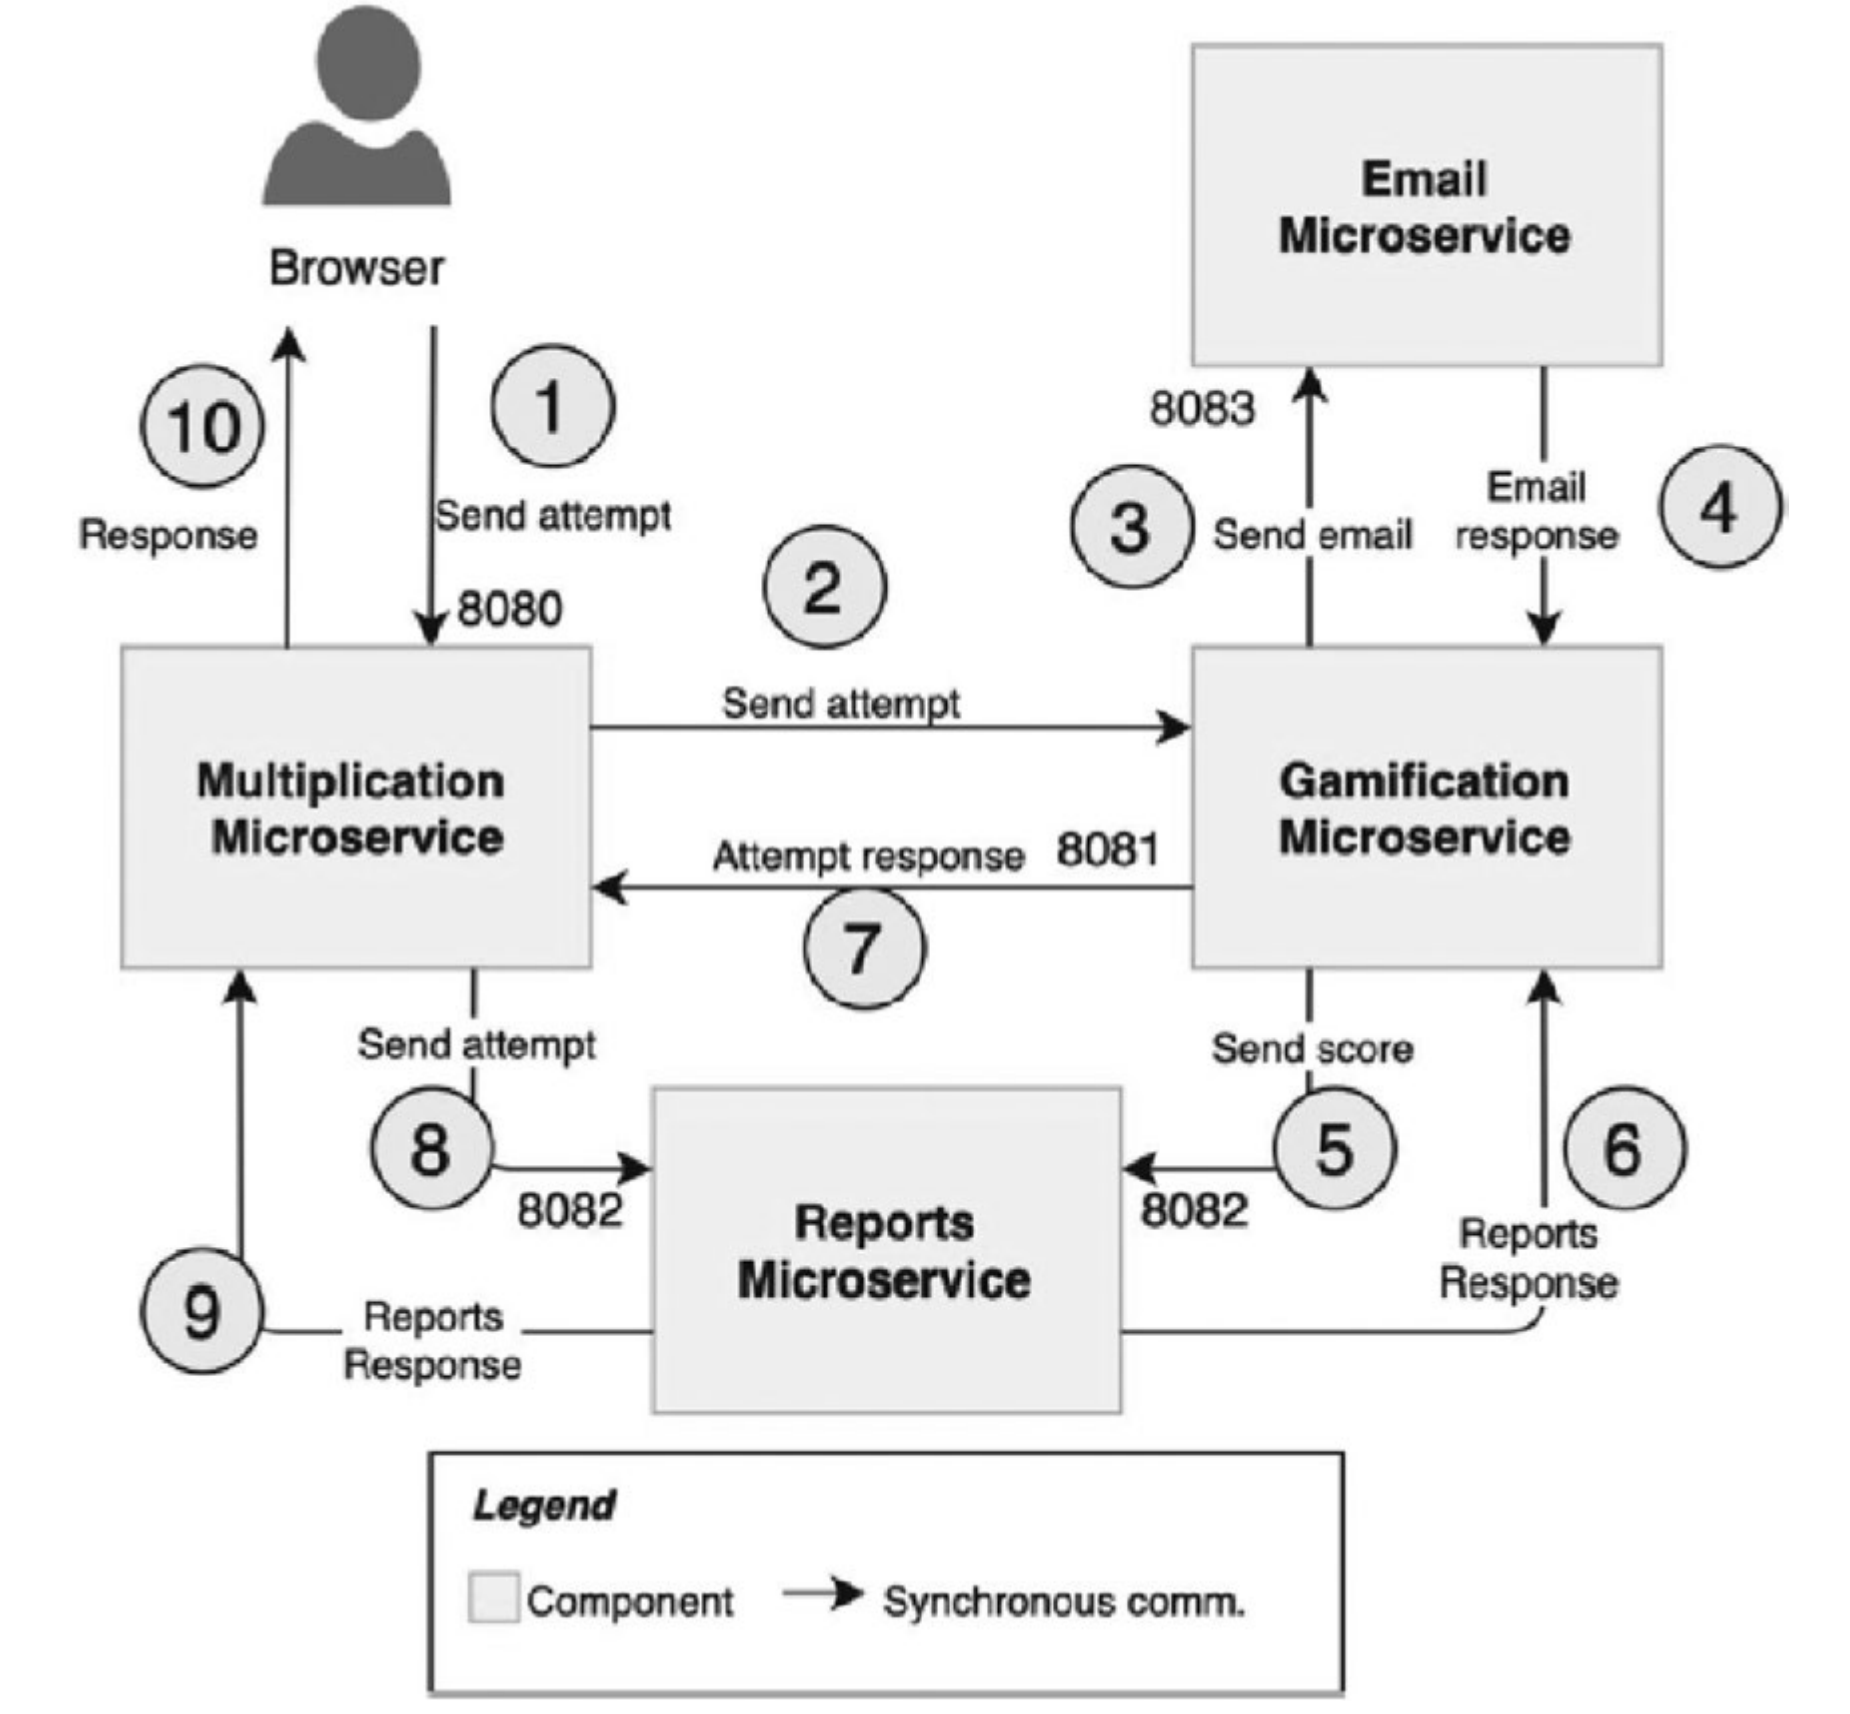 Browser
Email
Microservice
10
1
8083
3
Send email
Email
response
4
Response
Send attempt
8080
2
Send attempt
Multiplication
Microservice
Gamification
Microservice
Attempt response
8081
7
Send attempt
Send score
8
8082
Reports
Microservice
5
8082
6
Reports
Response
9
Reports
Response
Legend
Component
Synchronous comm.